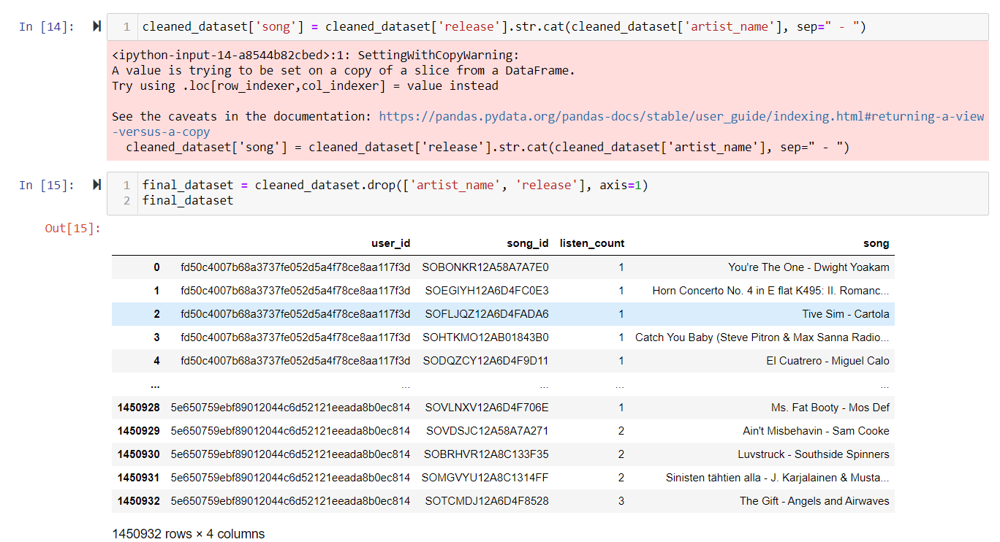 In [14]:
1 cleaned_dataset['song'] = cleaned_dataset['release'].str.cat(cleaned_dataset['artist_name'], sep=" - ")
<ipython-input-14-a8544b82cbed>:1: SettingWithCopyWarning:
A value is trying to be set on a copy of a slice from a DataFrame.
Try using .loc[row_indexer,col_indexer] = value instead
See the caveats in the documentation: https://pandas.pydata.org/pandas-docs/stable/user_guide/indexing.html#returning-a-view
-versus-a-copy
cleaned_dataset['song'] = cleaned_dataset['release'].str.cat(cleaned_dataset['artist_name'], sep=" - ")
In [15]:
1 final_dataset = cleaned_dataset.drop(['artist_name', 'release'], axis=1)
2 final_dataset
Out[15]:
user_id song_id listen_count song
0 fd50c4007b68a3737fe052d5a4f78ce8aa117f3d SOBONKR12A58A7A7E0 1 You're The One - Dwight Yoakam
1 fd50c4007b68a3737fe052d5a4f78ce8aa117f3d SOEGIYH12A6D4FC0E3 1 Horn Concerto No. 4 in E flat K495: II. Romanc...
2 fd50c4007b68a3737fe052d5a4f78ce8aa117f3d SOFLJQZ12A6D4FADA6 1 Tive Sim - Cartola
3 fd50c4007b68a3737fe052d5a4f78ce8aa117f3d SOHTKMO12AB01843B0 1 Catch You Baby (Steve Pitron & Max Sanna Radio...
4 fd50c4007b68a3737fe052d5a4f78ce8aa117f3d SODQZCY12A6D4F9D11 1 El Cuatrero - Miguel Calo
... ... ... ... ...
1450928 5e650759ebf89012044c6d52121eeada8b0ec814 SOVLNXV12A6D4F706E 1 Ms. Fat Booty - Mos Def
1450929 5e650759ebf89012044c6d52121eeada8b0ec814 SOVDSJC12A58A7A271 2 Ain't Misbehavin - Sam Cooke
1450930 5e650759ebf89012044c6d52121eeada8b0ec814 SOBRHVR12A8C133F35 2 Luvstruck - Southside Spinners
1450931 5e650759ebf89012044c6d52121eeada8b0ec814 SOMGVYU12A8C1314FF 2 Sinisten tähtien alla - J. Karjalainen & Musta...
1450932 5e650759ebf89012044c6d52121eeada8b0ec814 SOTCMDJ12A6D4F8528 3 The Gift - Angels and Airwaves
1450932 rows × 4 columns